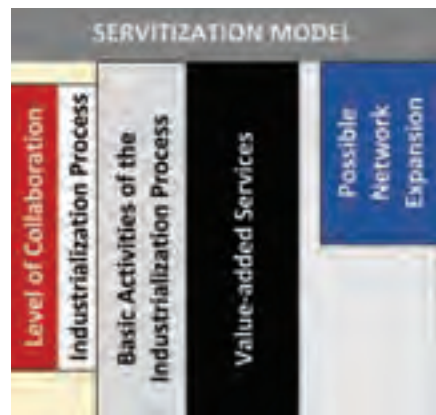 SERVITIZATION MODEL
Level of Collaboration
Industrialization Process
Basic Activities of the
Industrialization Process
Value-added Services
Possible
Network
Expansion